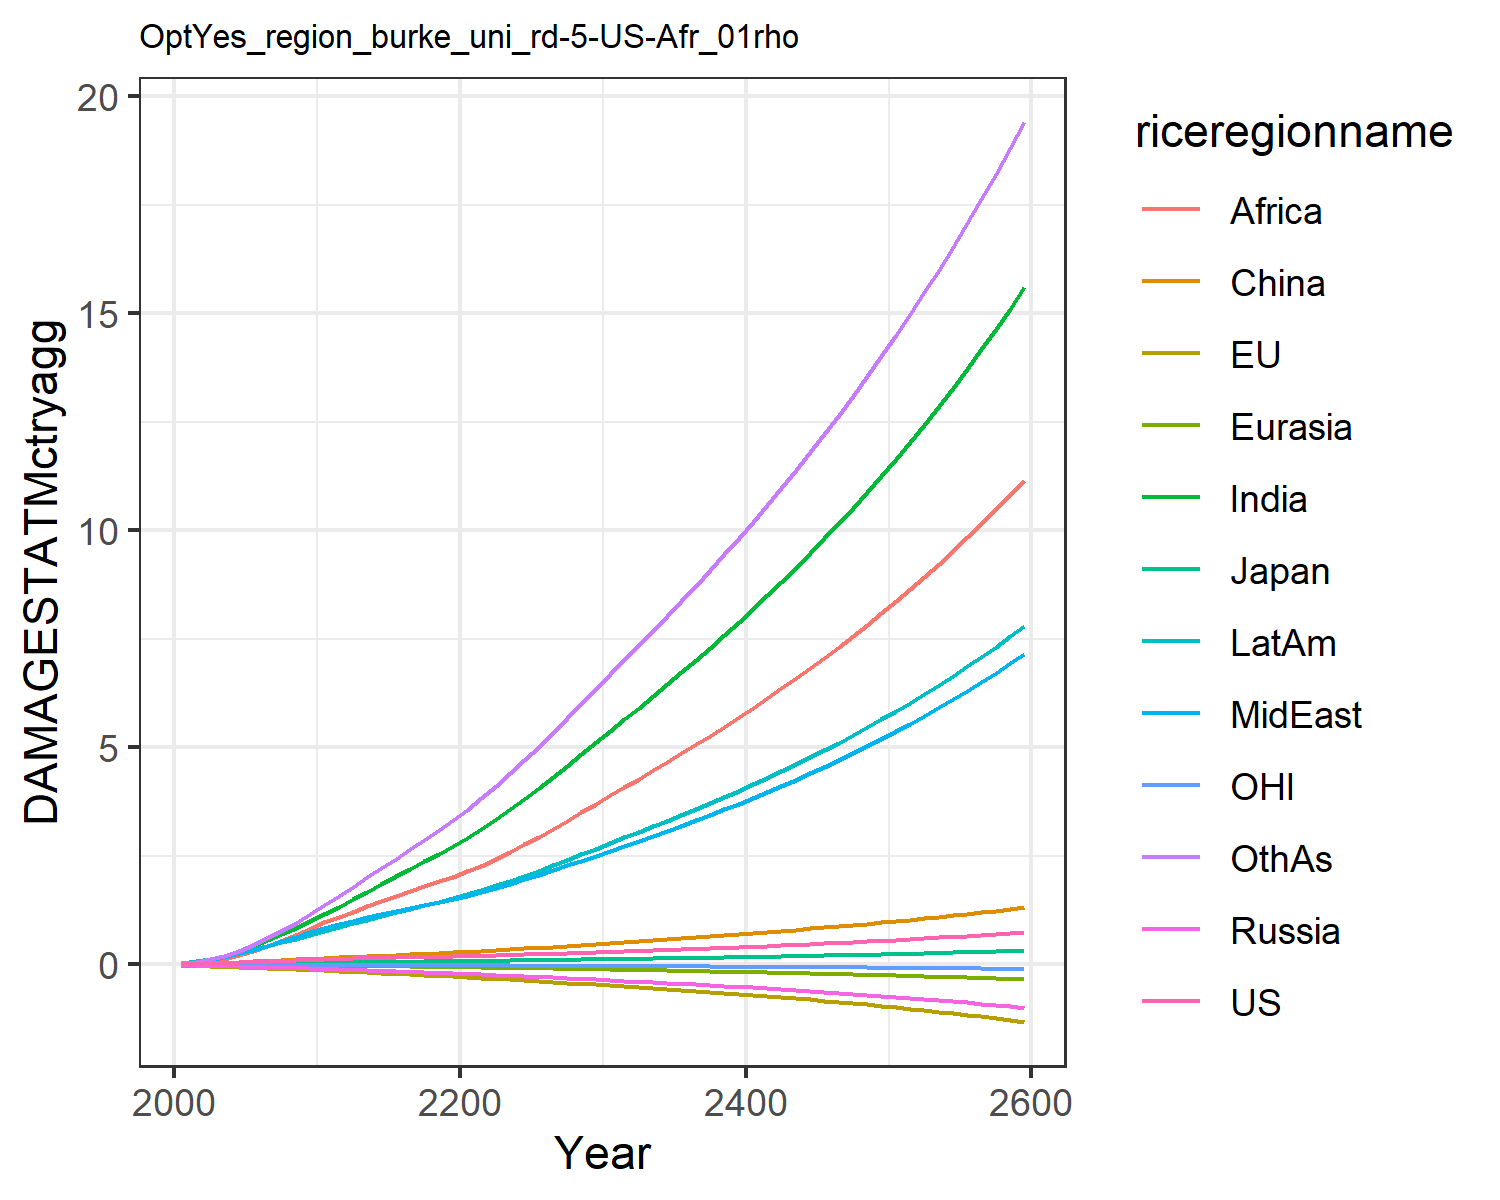 OptYes_region_burke_uni_rd-5-US-Afr_01rho
20
15
10
5
0
DAMAGESTATMctryagg
2000 2200 2400 2600
Year
riceregionname
Africa
China
EU
Eurasia
India
Japan
LatAm
MidEast
OHI
OthAs
Russia
US